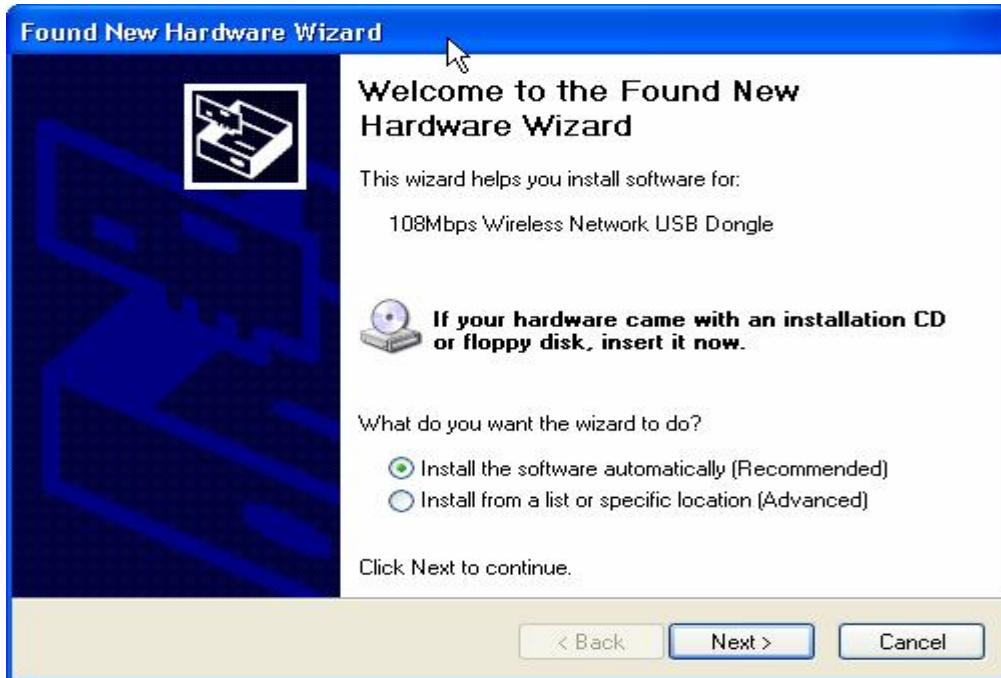 Found New Hardware Wizard
Welcome to the Found New
Hardware Wizard
This wizard helps you install software for:
108Mbps Wireless Network USB Dongle
If your hardware came with an installation CD
or floppy disk, insert it now.
What do you want the wizard to do?
Install the software automatically (Recommended)
Install from a list or specific location (Advanced)
Click Next to continue.
< Back Next > Cancel